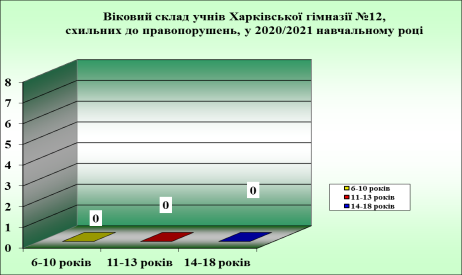 Віковий склад учнів Харківської гімназії №12,
схильних до правопорушень, у 2020/2021 навчальному році
8
7
6
5
4
3
2
1
0
0
0
0
6-10 років
11-13 років
14-18 років
6-10 років
11-13 років
14-18 років